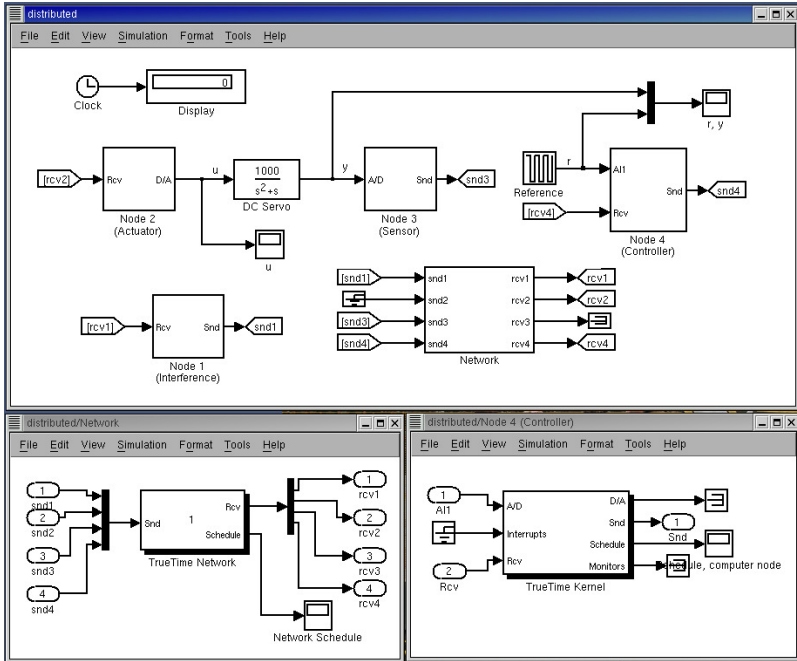 distributed
File Edit View Simulation Format Tools Help
Clock
0
Display
r, y
[rcv2]
Rcv D/A
Node 2
(Actuator)
u
1000
s²+s
DC Servo
y
A/D Snd
Node 3
(Sensor)
snd3
u
Reference
r
AI1
Snd
Rcv
Node 4
(Controller)
[rcv4]
snd4
[rcv1]
Rcv Snd
Node 1
(Interference)
snd1
[snd1]
[snd3]
[snd4]
snd1 rcv1
snd2 rcv2
snd3 rcv3
snd4 rcv4
Network
rcv1
rcv2
rcv4
distributed/Network
File Edit View Simulation Format Tools Help
1
snd1
2
snd2
3
snd3
4
snd4
1
Snd
Rcv
Schedule
TrueTime Network
1
rcv1
2
rcv2
3
rcv3
4
rcv4
Network Schedule
distributed/Node 4 (Controller)
File Edit View Simulation Format Tools Help
1
AI1
2
Rcv
A/D
Interrupts
Rcv
D/A
Snd
Schedule
Monitors
TrueTime Kernel
1
Snd
computer node